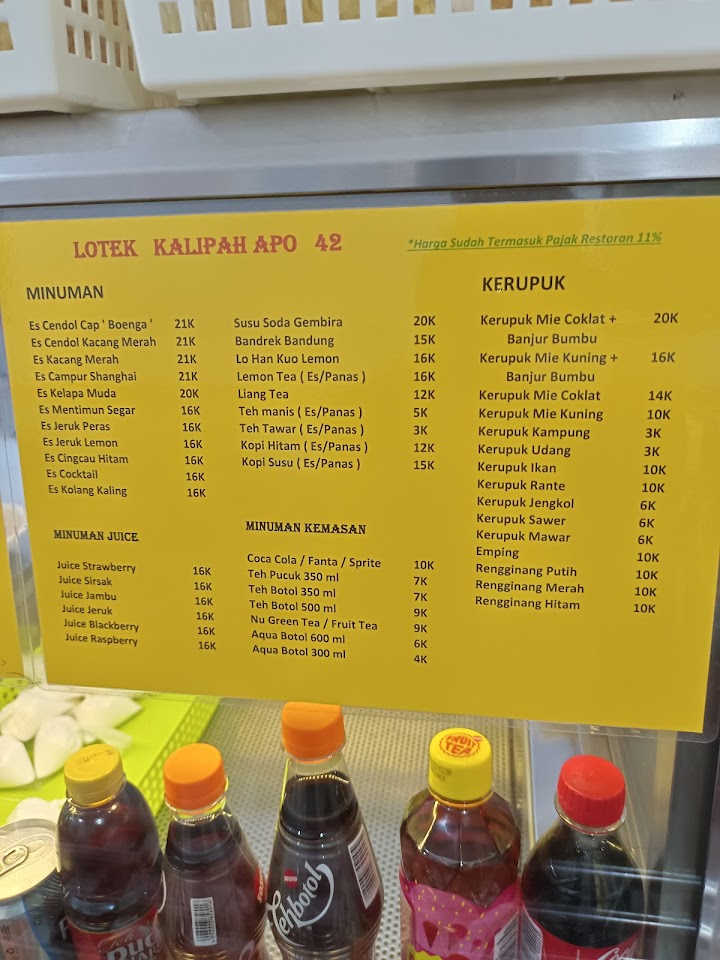 LOTEK KALIPAH APO 42
*Harga Sudah Termasuk Pajak Restoran 11%
MINUMAN
Es Cendol Cap ' Boenga ' 21K
Es Cendol Kacang Merah 21K
Es Kacang Merah 21K
Es Campur Shanghai 21K
Es Kelapa Muda 20K
Es Mentimun Segar 16K
Es Jeruk Peras 16K
Es Jeruk Lemon 16K
Es Cingcau Hitam 16K
Es Cocktail 16K
Es Kolang Kaling 16K
Susu Soda Gembira 20K
Bandrek Bandung 15K
Lo Han Kuo Lemon 16K
Lemon Tea ( Es/Panas ) 16K
Liang Tea 12K
Teh manis ( Es/Panas ) 5K
Teh Tawar ( Es/Panas ) 3K
Kopi Hitam ( Es/Panas ) 12K
Kopi Susu ( Es/Panas ) 15K
MINUMAN JUICE
Juice Strawberry 16K
Juice Sirsak 16K
Juice Jambu 16K
Juice Jeruk 16K
Juice Blackberry 16K
Juice Raspberry 16K
MINUMAN KEMASAN
Coca Cola / Fanta / Sprite 10K
Teh Pucuk 350 ml 7K
Teh Botol 350 ml 7K
Teh Botol 500 ml 9K
Nu Green Tea / Fruit Tea 9K
Aqua Botol 600 ml 6K
Aqua Botol 300 ml 4K
KERUPUK
Kerupuk Mie Coklat + 20K
Banjur Bumbu
Kerupuk Mie Kuning + 16K
Banjur Bumbu
Kerupuk Mie Coklat 14K
Kerupuk Mie Kuning 10K
Kerupuk Kampung 3K
Kerupuk Udang 3K
Kerupuk Ikan 10K
Kerupuk Rante 10K
Kerupuk Jengkol 6K
Kerupuk Sawer 6K
Kerupuk Mawar 6K
Emping 10K
Rengginang Putih 10K
Rengginang Merah 10K
Rengginang Hitam 10K
FRUIT
TEA
Tehbotol